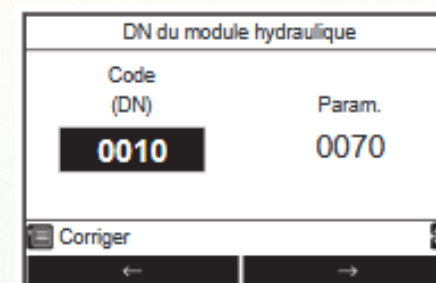 DN du module hydraulique
Code
(DN)
Param.
0010
0070
Corriger
← →